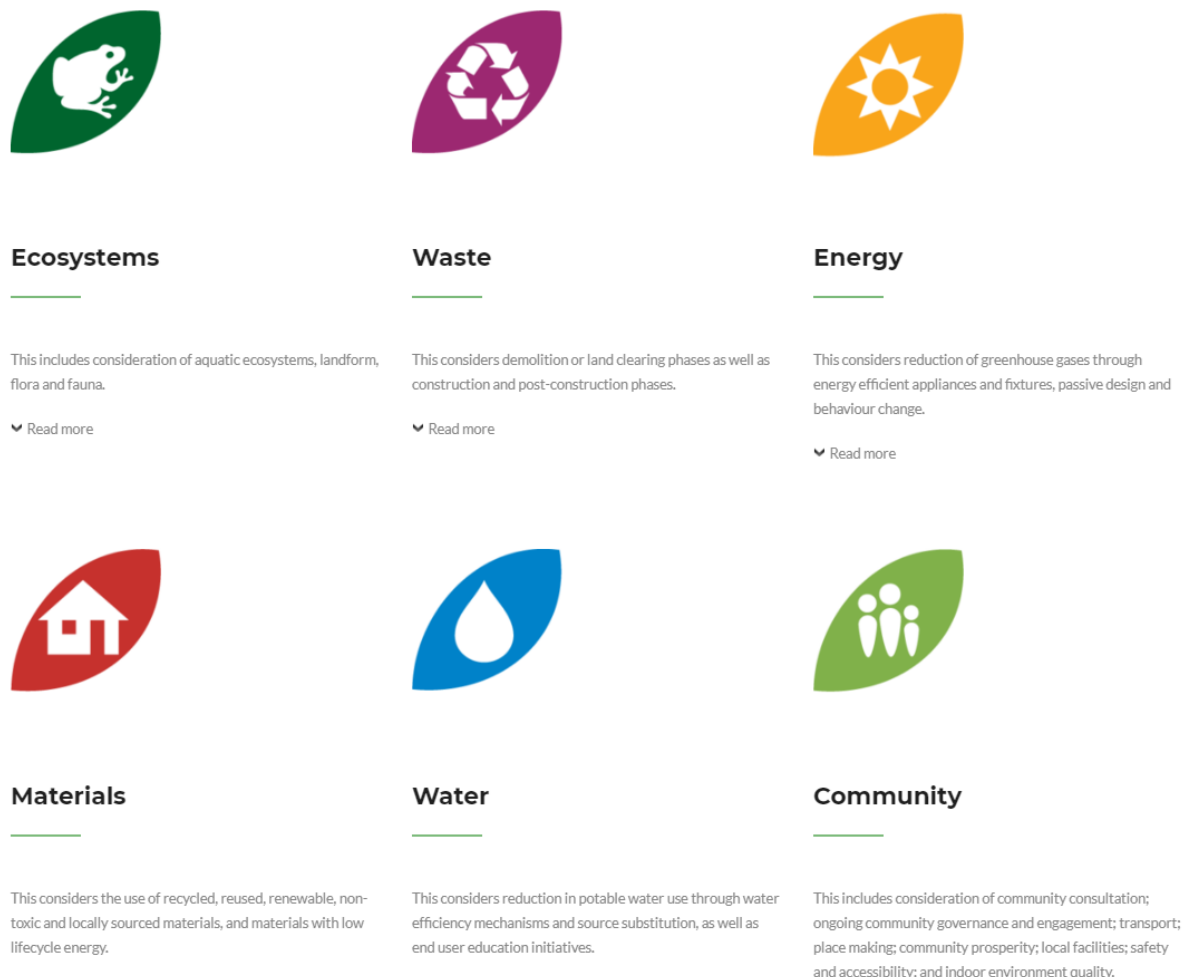 Ecosystems
This includes consideration of aquatic ecosystems, landform,
flora and fauna.
Read more
Waste
This considers demolition or land clearing phases as well as
construction and post-construction phases.
Read more
Energy
This considers reduction of greenhouse gases through
energy efficient appliances and fixtures, passive design and
behaviour change.
Read more
Materials
This considers the use of recycled, reused, renewable, non-
toxic and locally sourced materials, and materials with low
lifecycle energy.
Water
This considers reduction in potable water use through water
efficiency mechanisms and source substitution, as well as
end user education initiatives.
Community
This includes consideration of community consultation;
ongoing community governance and engagement; transport;
place making; community prosperity; local facilities; safety
and accessibility; and indoor environment quality.